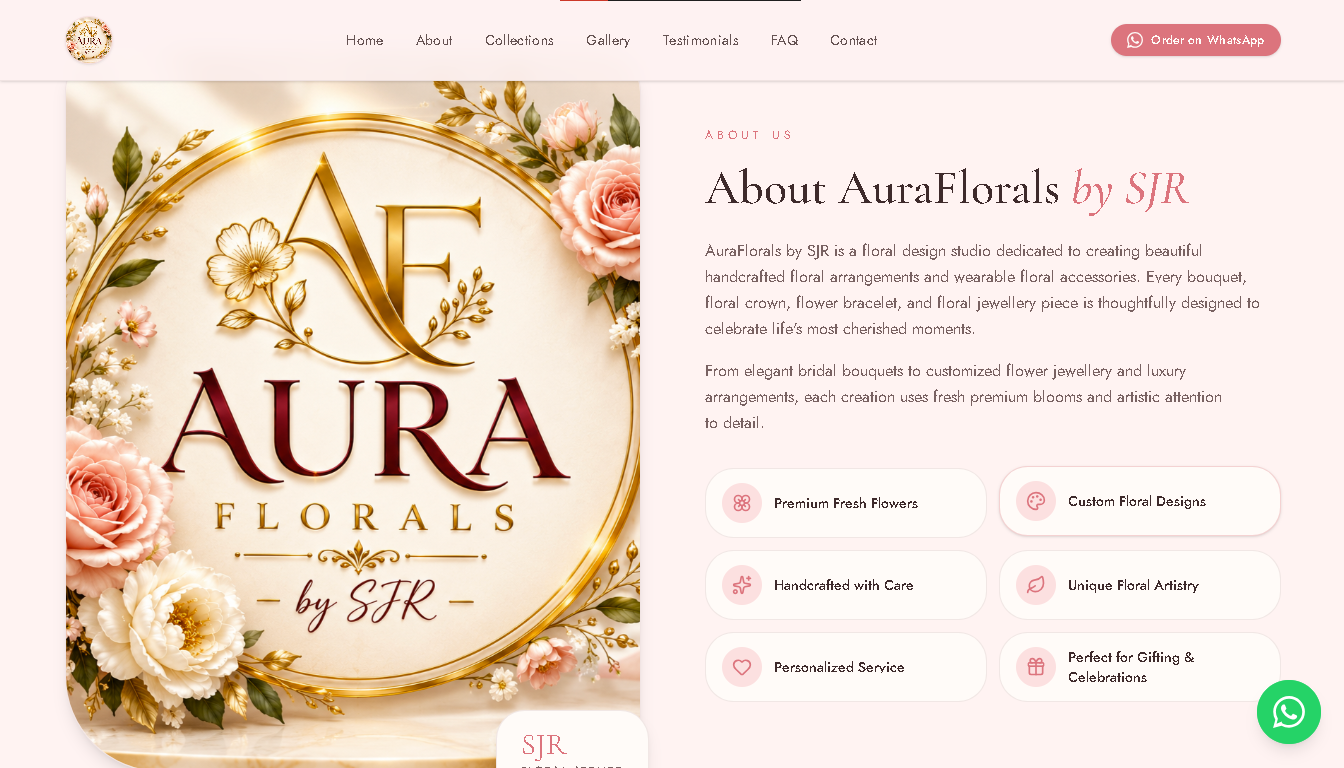 AURA
Home
About
Collections
Gallery
Testimonials
FAQ
Contact
Order on WhatsApp
AF
AURA
FLORALS
by SJR
SJR
ABOUT US
About AuraFlorals by SJR
AuraFlorals by SJR is a floral design studio dedicated to creating beautiful
handcrafted floral arrangements and wearable floral accessories. Every bouquet,
floral crown, flower bracelet, and floral jewellery piece is thoughtfully designed to
celebrate life's most cherished moments.
From elegant bridal bouquets to customized flower jewellery and luxury
arrangements, each creation uses fresh premium blooms and artistic attention
to detail.
Premium Fresh Flowers
Custom Floral Designs
Handcrafted with Care
Unique Floral Artistry
Personalized Service
Perfect for Gifting &
Celebrations